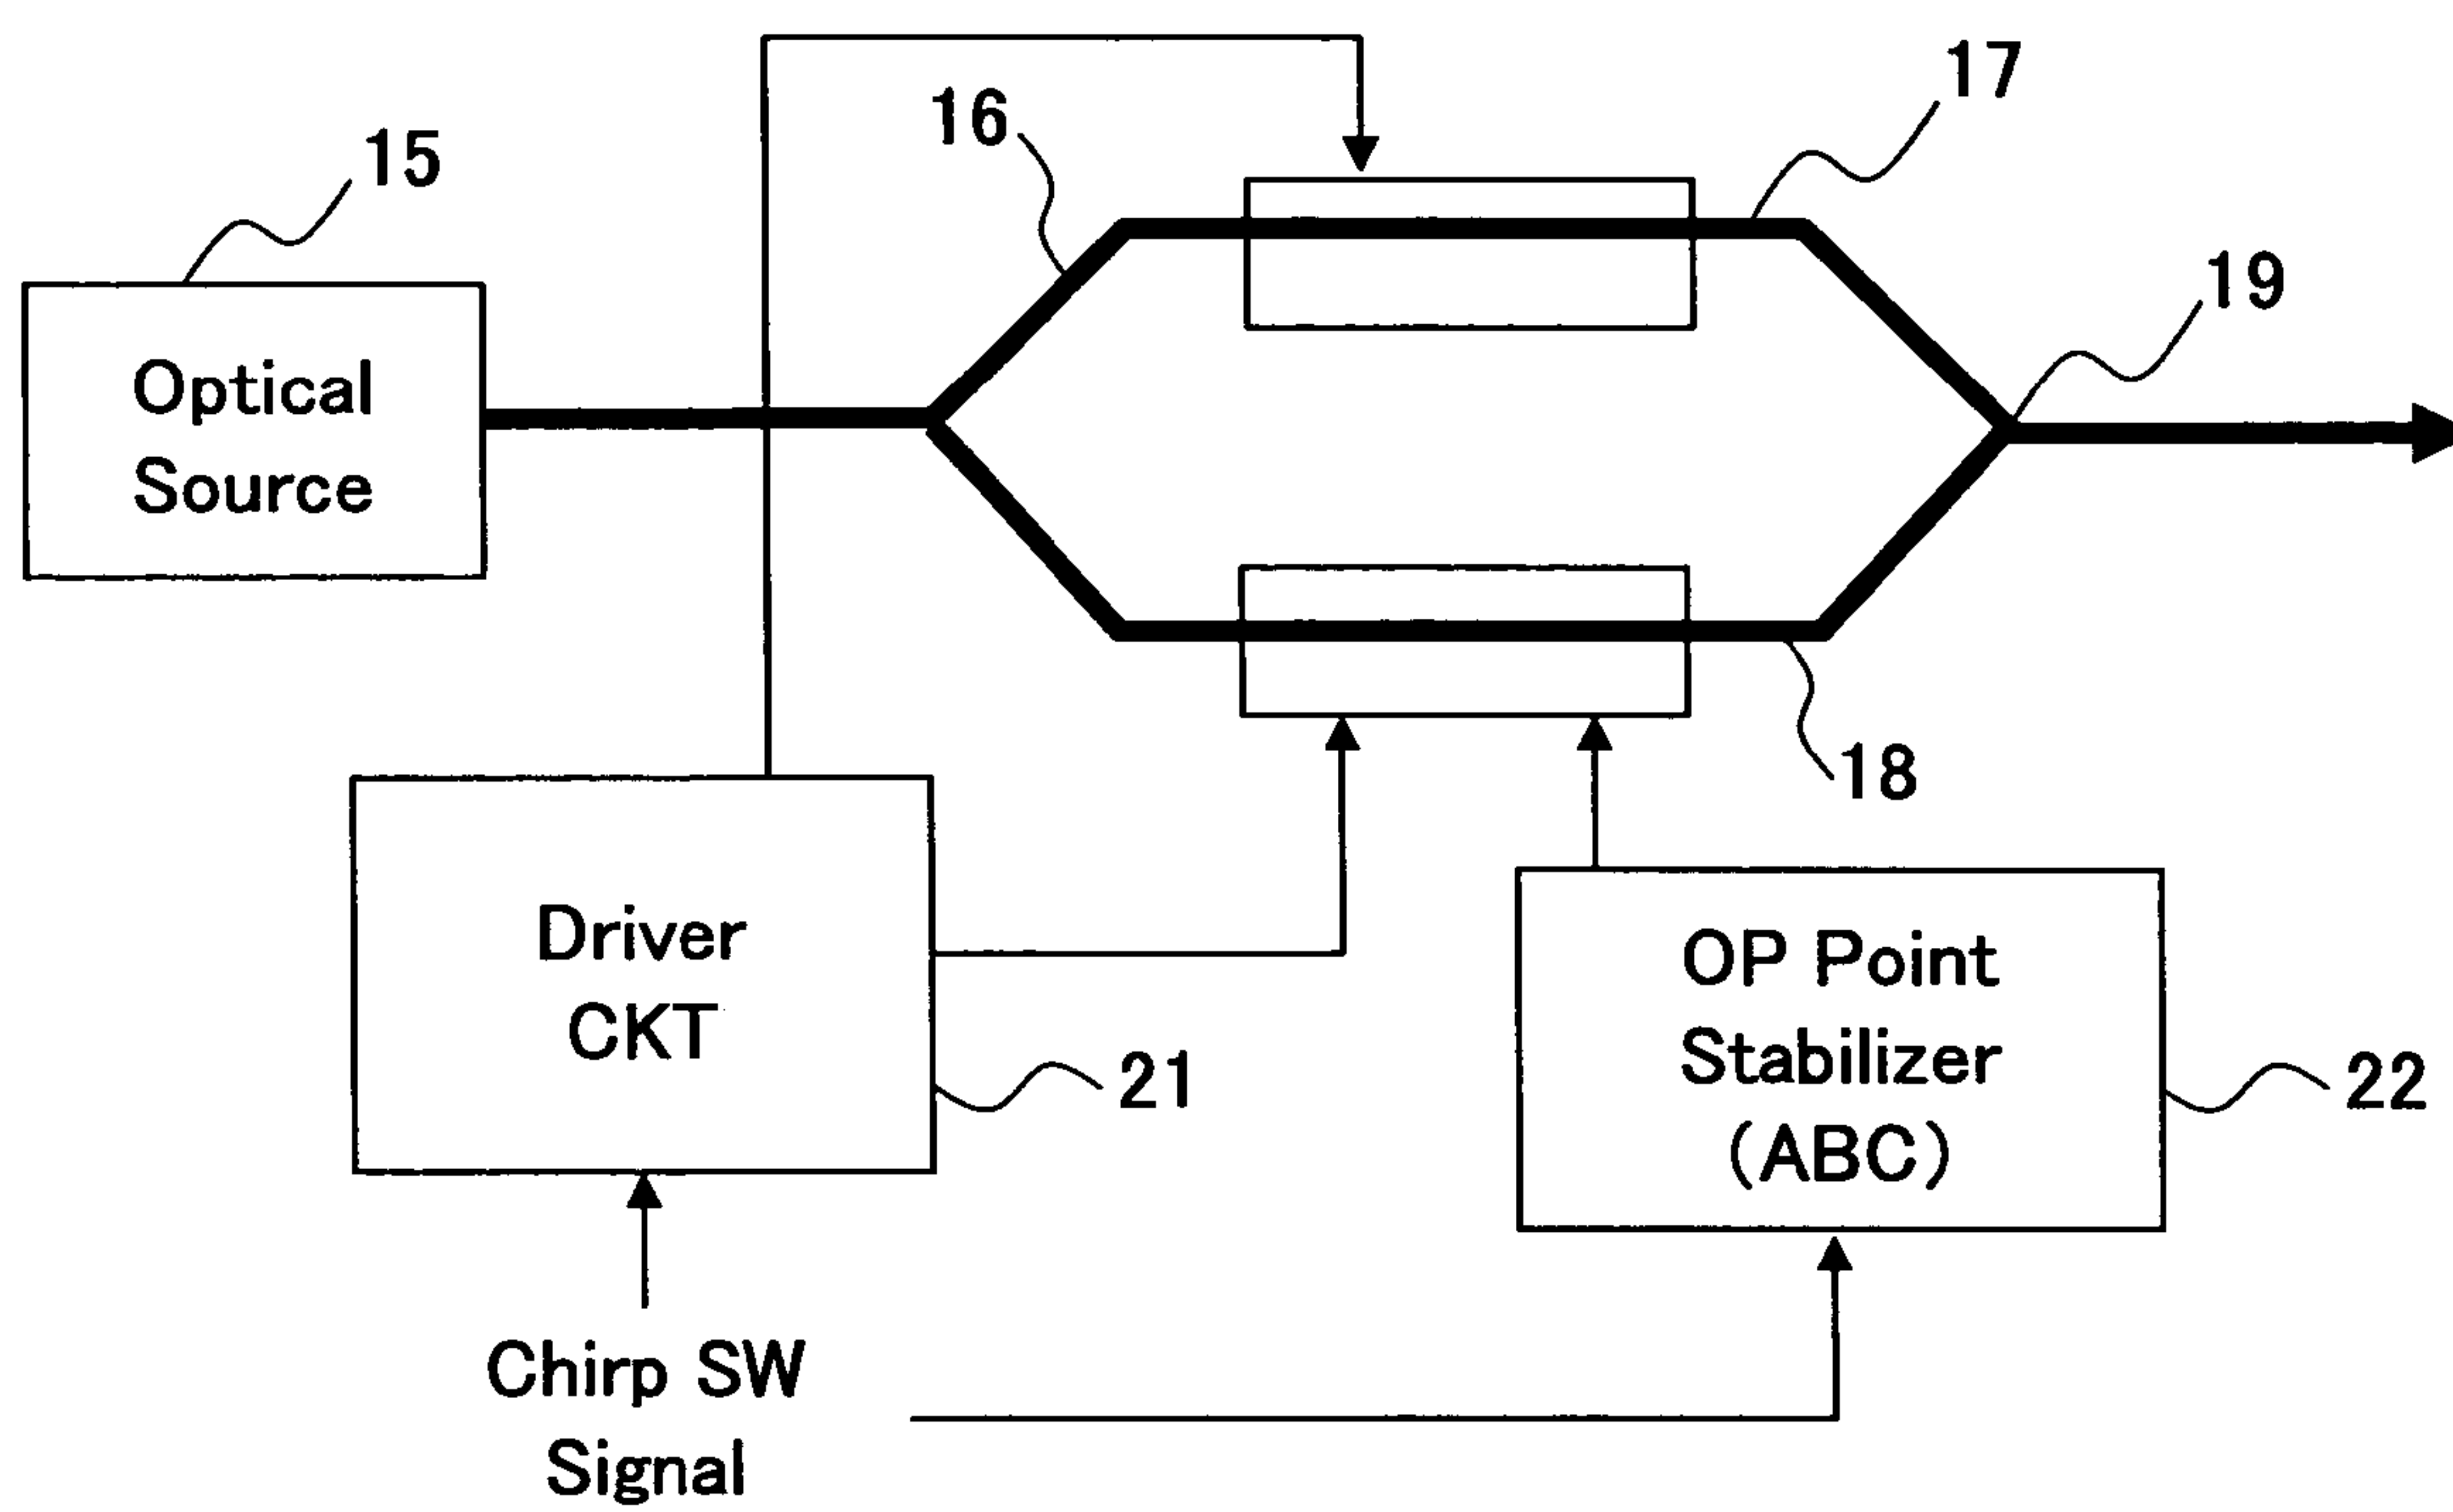 17
16
15
19
Optical
Source
18
Driver
CKT
OP Point
Stabilizer
(ABC)
21
22
Chirp SW
Signal